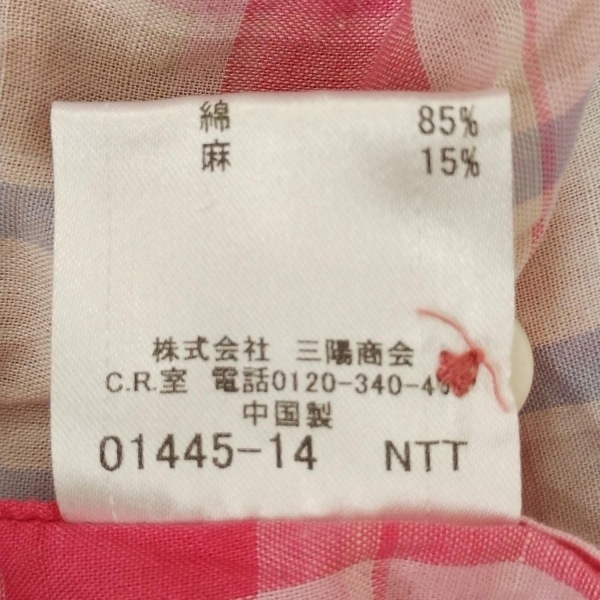 綿 85%
麻 15%
株式会社 三陽商会
C.R.室 電話0120-340-4
中国製
01445-14 NTT